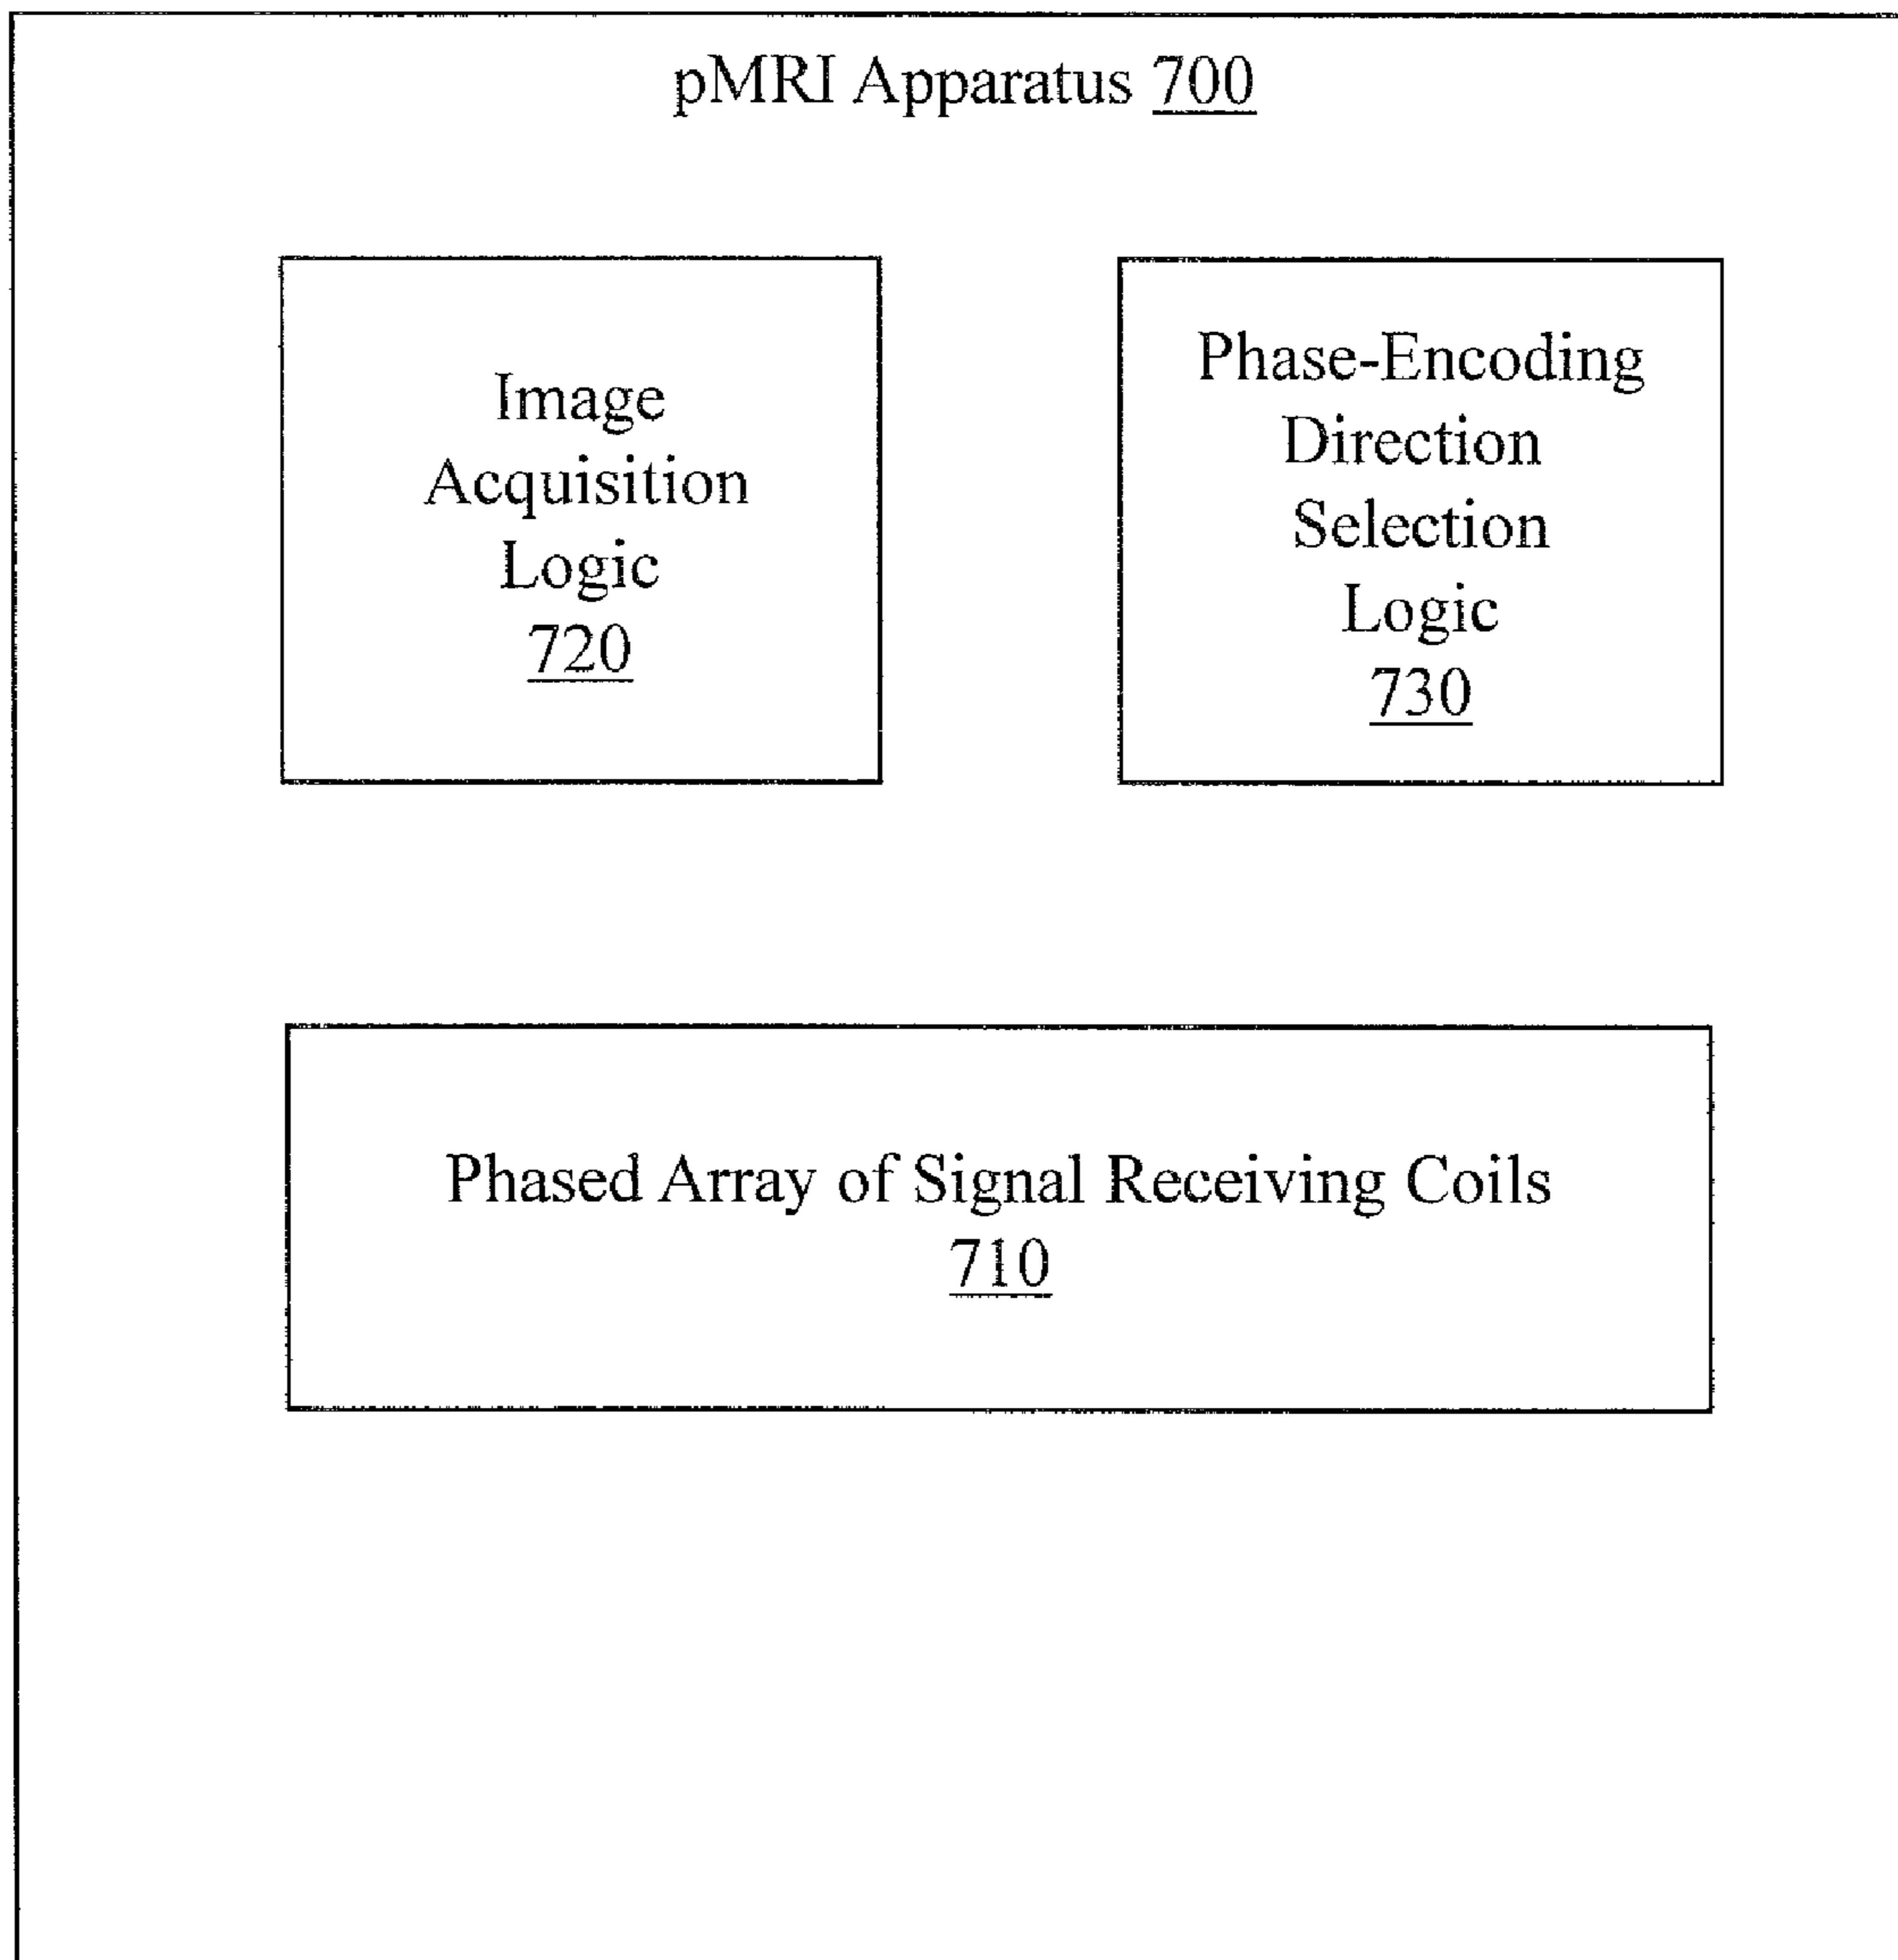 pMRI Apparatus 700
Image
Acquisition
Logic
720
Phase-Encoding
Direction
Selection
Logic
730
Phased Array of Signal Receiving Coils
710